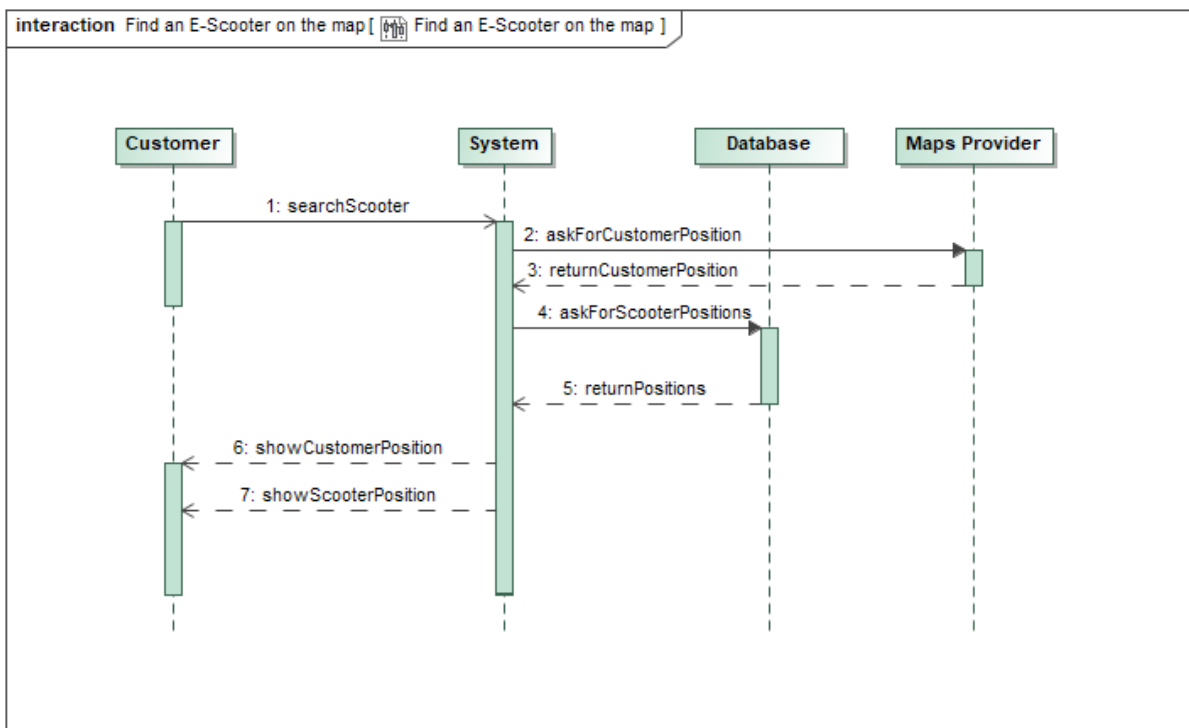 interaction Find an E-Scooter on the map [ Find an E-Scooter on the map ]
Customer
System
Database
Maps Provider
1: searchScooter
2: askForCustomerPosition
3: returnCustomerPosition
4: askForScooterPositions
5: returnPositions
6: showCustomerPosition
7: showScooterPosition